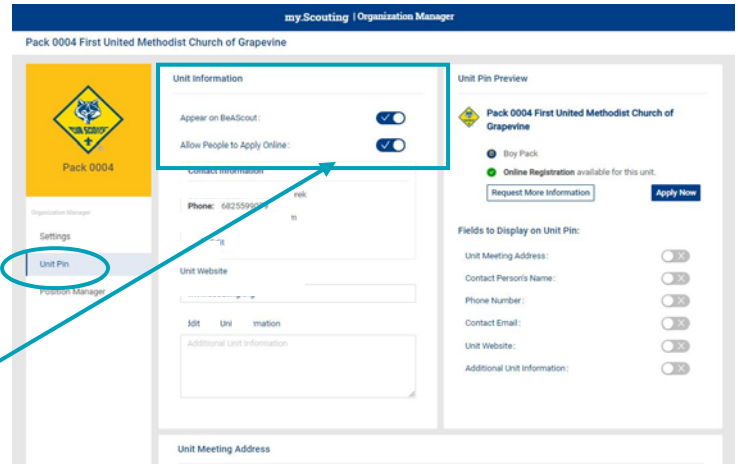 my.Scouting | Organization Manager
Pack 0004 First United Methodist Church of Grapevine
CUB SCOUTS
Pack 0004
Organization Manager
Settings
Unit Pin
Position Manager
Unit Information
Appear on BeAScout:
Allow People to Apply Online:
Contact Information
Phone:
Unit Website
Additional Unit Information
Unit Meeting Address
Unit Pin Preview
Pack 0004 First United Methodist Church of
Grapevine
Boy Pack
Online Registration available for this unit.
Request More Information
Apply Now
Fields to Display on Unit Pin:
Unit Meeting Address:
Contact Person's Name:
Phone Number:
Contact Email:
Unit Website:
Additional Unit Information: